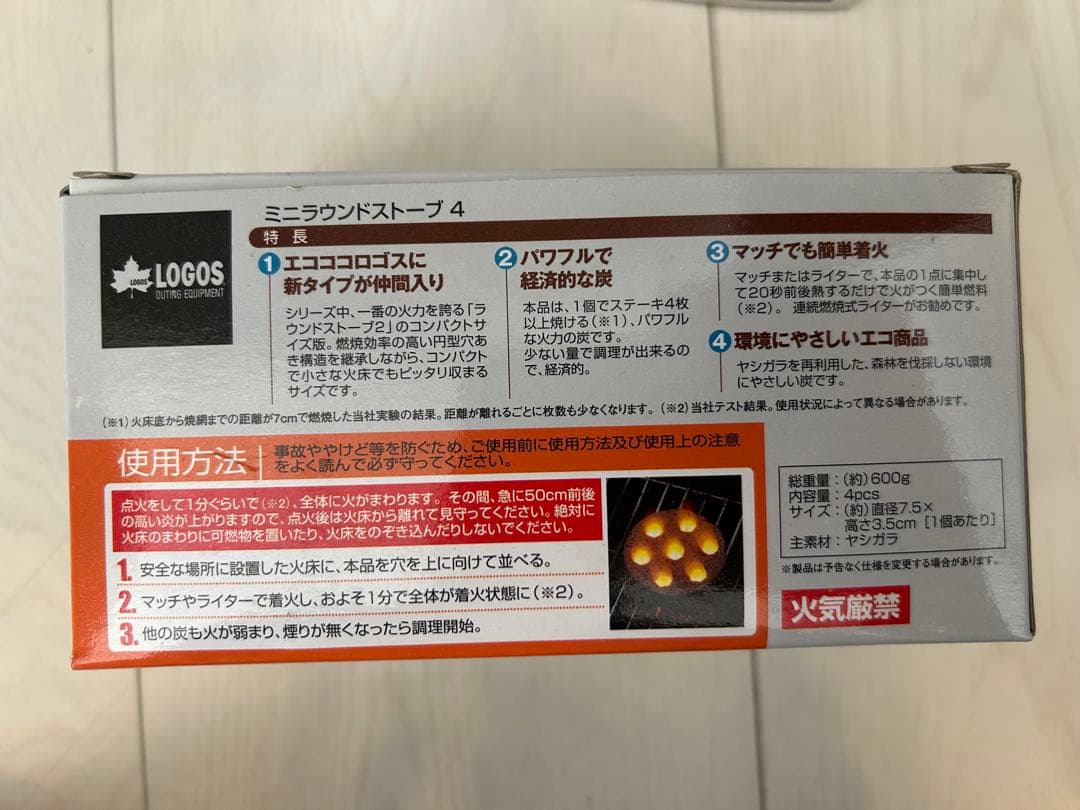 ミニラウンドストーブ 4
LOGOS
LOGOS
OUTING EQUIPMENT
特長
1 エコココロゴスに
新タイプが仲間入り
シリーズ中、一番の火力を誇る「ラ
ウンドストーブ2」のコンパクトサ
イズ版。燃焼効率の高い円型穴あ
き構造を継承しながら、コンパクト
で小さな火床でもピッタリ収まる
サイズです。
2 パワフルで
経済的な炭
本品は、1個でステーキ4枚
以上焼ける(※1)、パワフル
な火力の炭です。
少ない量で調理が出来るの
で、経済的。
3 マッチでも簡単着火
マッチまたはライターで、本品の1点に集中し
て20秒前後熱するだけで火がつく簡単燃料
(※2)。連続燃焼式ライターがお勧めです。
4 環境にやさしいエコ商品
ヤシガラを再利用した、森林を伐採しない環境
にやさしい炭です。
(※1)火床底から焼網までの距離が7cmで燃焼した当社実験の結果。距離が離れるごとに枚数も少なくなります。(※2)当社テスト結果。使用状況によって異なる場合があります。
使用方法
事故ややけど等を防ぐため、ご使用前に使用方法及び使用上の注意
をよく読んで必ず守ってください。
点火をして1分ぐらいで(※2)、全体に火がまわります。その間、急に50cm前後
の高い炎が上がりますので、点火後は火床から離れて見守ってください。絶対に
火床のまわりに可燃物を置いたり、火床をのぞき込んだりしないでください。
1. 安全な場所に設置した火床に、本品を穴を上に向けて並べる。
2. マッチやライターで着火し、およそ1分で全体が着火状態に(※2)。
3. 他の炭も火が弱まり、煙りが無くなったら調理開始。
総重量:(約)600g
内容量:4pcs
サイズ:(約)直径7.5×
高さ3.5cm[1個あたり]
主素材:ヤシガラ
※製品は予告なく仕様を変更する場合があります。
火気厳禁